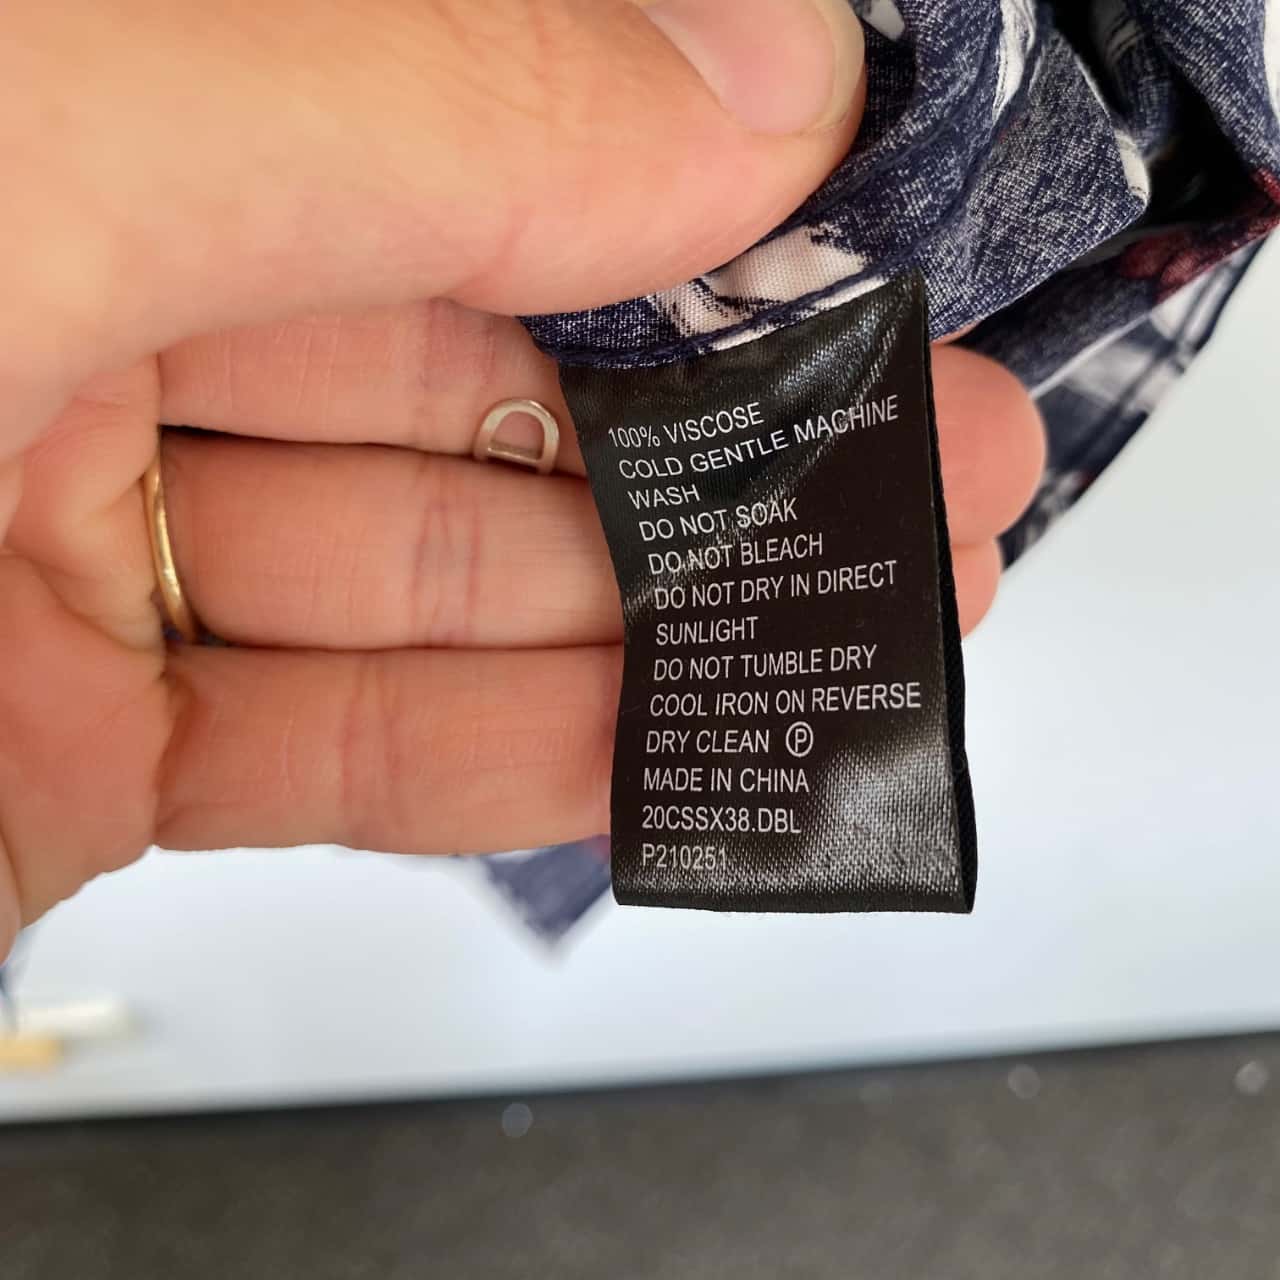 100% VISCOSE
COLD GENTLE MACHINE
WASH
DO NOT SOAK
DO NOT BLEACH
DO NOT DRY IN DIRECT
SUNLIGHT
DO NOT TUMBLE DRY
COOL IRON ON REVERSE
DRY CLEAN Ⓟ
MADE IN CHINA
20CSSX38.DBL
P210251